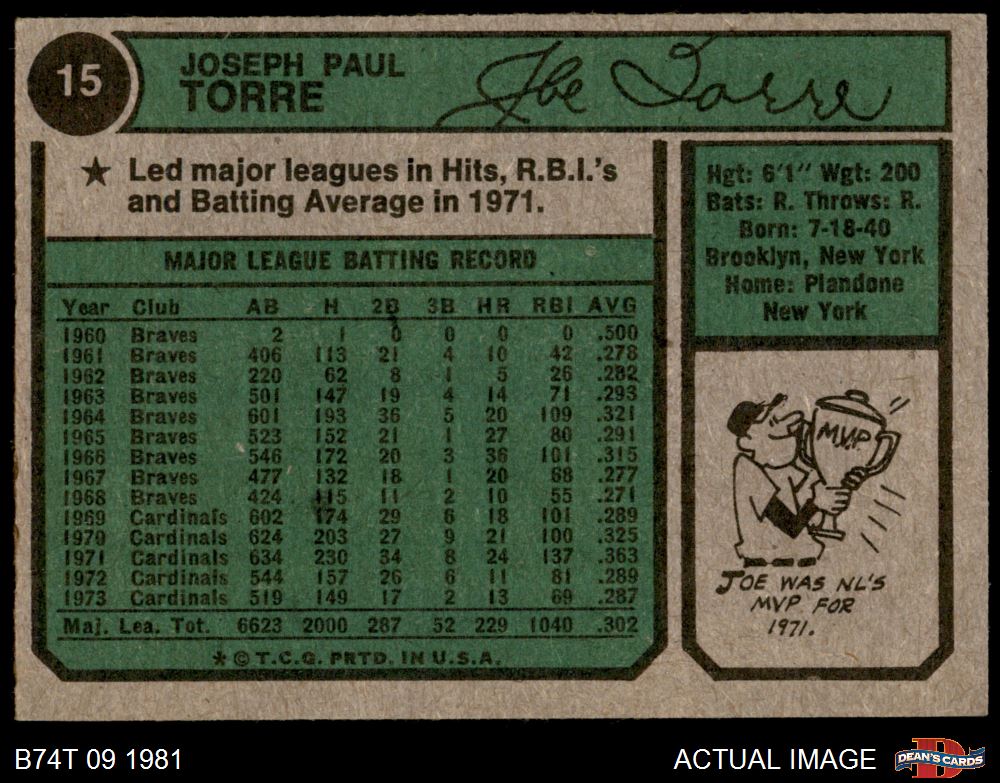 15
JOSEPH PAUL
TORRE
Joe Torre
★ Led major leagues in Hits, R.B.I.'s
and Batting Average in 1971.
MAJOR LEAGUE BATTING RECORD
Year Club AB H 2B 3B HR RBI AVG
1960 Braves 2 1 0 0 0 0 .500
1961 Braves 406 113 21 4 10 42 .278
1962 Braves 220 62 8 1 5 26 .282
1963 Braves 501 147 19 4 14 71 .293
1964 Braves 601 193 36 5 20 109 .321
1965 Braves 523 152 21 1 27 80 .291
1966 Braves 546 172 20 3 36 101 .315
1967 Braves 477 132 18 1 20 68 .277
1968 Braves 424 115 11 2 10 55 .271
1969 Cardinals 602 174 29 6 18 101 .289
1970 Cardinals 624 203 27 9 21 100 .325
1971 Cardinals 634 230 34 8 24 137 .363
1972 Cardinals 544 157 26 6 11 81 .289
1973 Cardinals 519 149 17 2 13 69 .287
Maj. Lea. Tot. 6623 2000 287 52 229 1040 .302
* © T.C.G. PRTD. IN U.S.A.
Hgt: 6'1" Wgt: 200
Bats: R. Throws: R.
Born: 7-18-40
Brooklyn, New York
Home: Plandone
New York
MVP
JOE WAS NL'S
MVP FOR
1971.
B74T 09 1981
ACTUAL IMAGE
D
DEAN'S CARDS